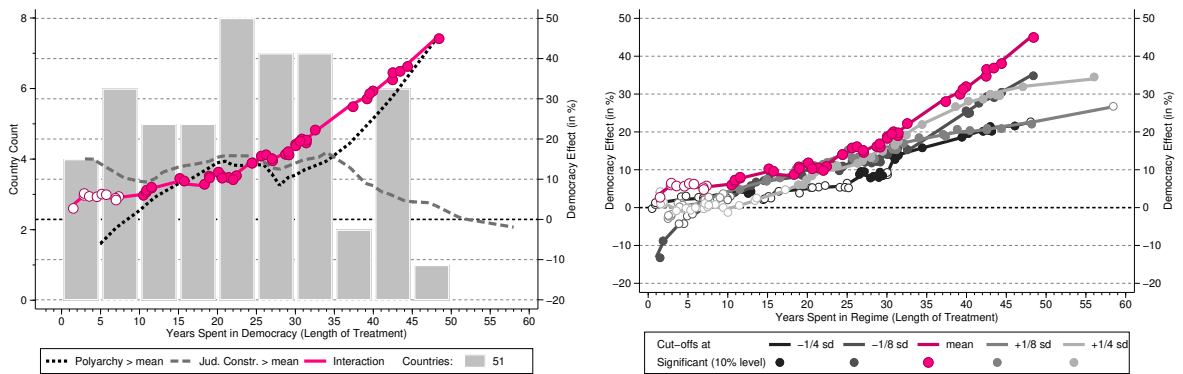 8
6
4
2
0
Country Count
50
40
30
20
10
0
−10
−20
Democracy Effect (in %)
0 5 10 15 20 25 30 35 40 45 50 55 60
Years Spent in Democracy (Length of Treatment)
Polyarchy > mean Jud. Constr. > mean Interaction Countries: 51
50
40
30
20
10
0
−10
−20
Democracy Effect (in %)
50
40
30
20
10
0
−10
−20
Democracy Effect (in %)
0 5 10 15 20 25 30 35 40 45 50 55 60
Years Spent in Regime (Length of Treatment)
Cut−offs at −1/4 sd −1/8 sd mean +1/8 sd +1/4 sd
Significant (10% level)